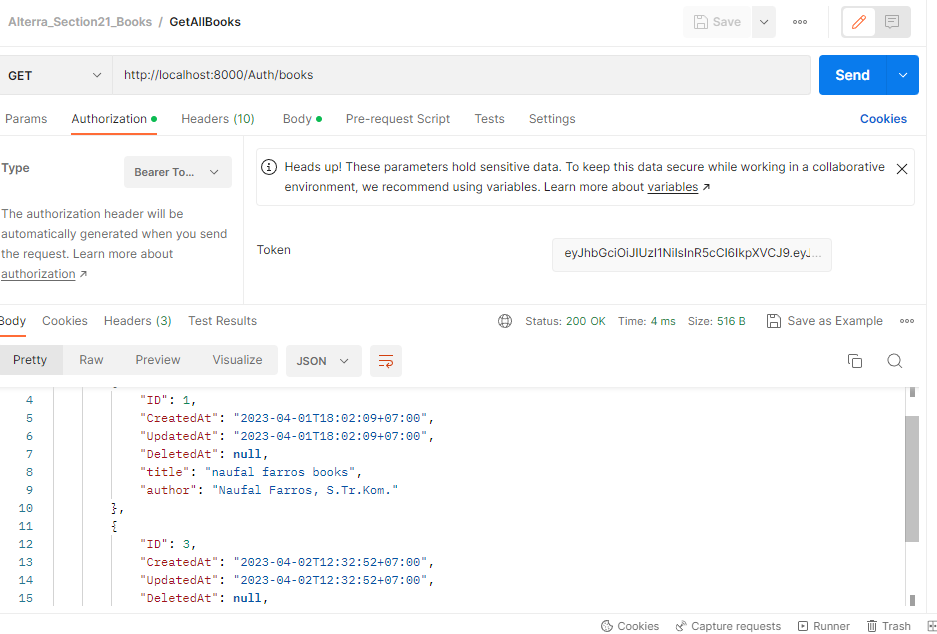 Alterra_Section21_Books / GetAllBooks
Save
GET http://localhost:8000/Auth/books Send
Params Authorization Headers (10) Body Pre-request Script Tests Settings Cookies
Type Bearer To...
The authorization header will be
automatically generated when you send
the request. Learn more about
authorization ↗
Heads up! These parameters hold sensitive data. To keep this data secure while working in a collaborative
environment, we recommend using variables. Learn more about variables ↗
Token eyJhbGciOiJIUzI1NiIsInR5cCI6IkpXVCJ9.eyJ...
Body Cookies Headers (3) Test Results Status: 200 OK Time: 4 ms Size: 516 B Save as Example
Pretty Raw Preview Visualize JSON
4 "ID": 1,
5 "CreatedAt": "2023-04-01T18:02:09+07:00",
6 "UpdatedAt": "2023-04-01T18:02:09+07:00",
7 "DeletedAt": null,
8 "title": "naufal farros books",
9 "author": "Naufal Farros, S.Tr.Kom."
10 },
11 {
12 "ID": 3,
13 "CreatedAt": "2023-04-02T12:32:52+07:00",
14 "UpdatedAt": "2023-04-02T12:32:52+07:00",
15 "DeletedAt": null,
Cookies Capture requests Runner Trash